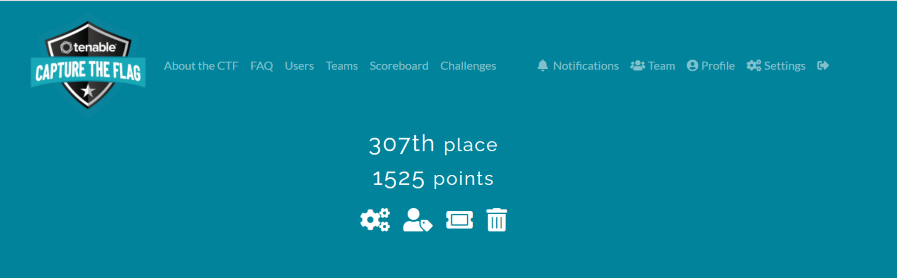 tenable
CAPTURE THE FLAG
About the CTF FAQ Users Teams Scoreboard Challenges Notifications Team Profile Settings
307th place
1525 points